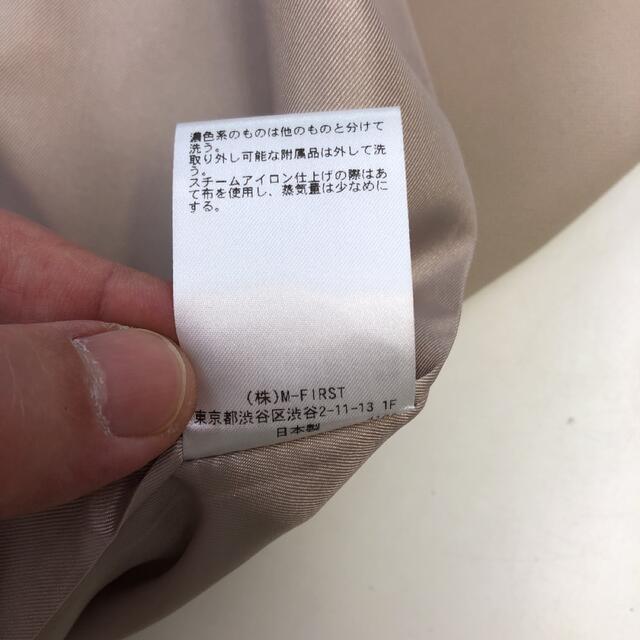 濃色系のものは他のものと分けて
洗う。
取り外し可能な附属品は外して洗
う。
スチームアイロン仕上げの際はあ
て布を使用し、蒸気量は少なめに
する。
(株)M-FIRST
東京都渋谷区渋谷2-11-13 1F
日本製